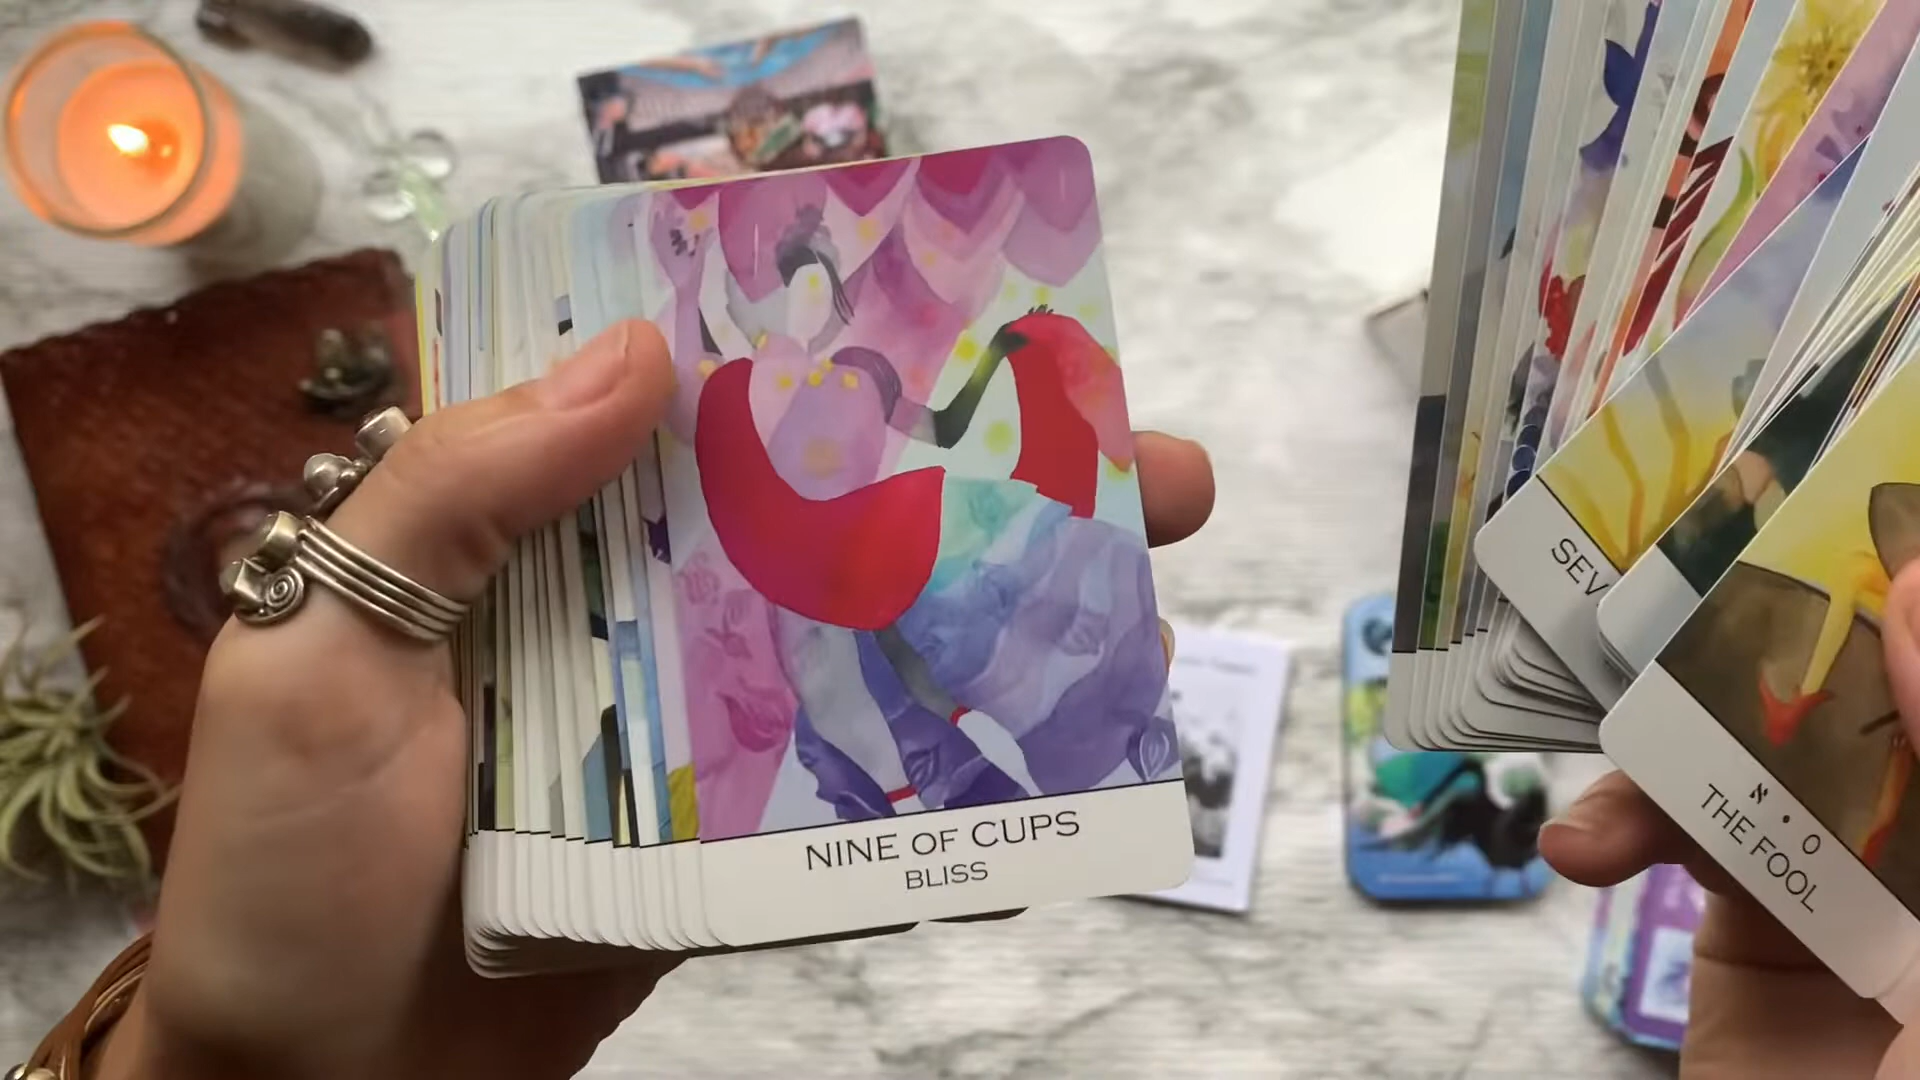 NINE OF CUPS
BLISS
SEV
א • 0
THE FOOL